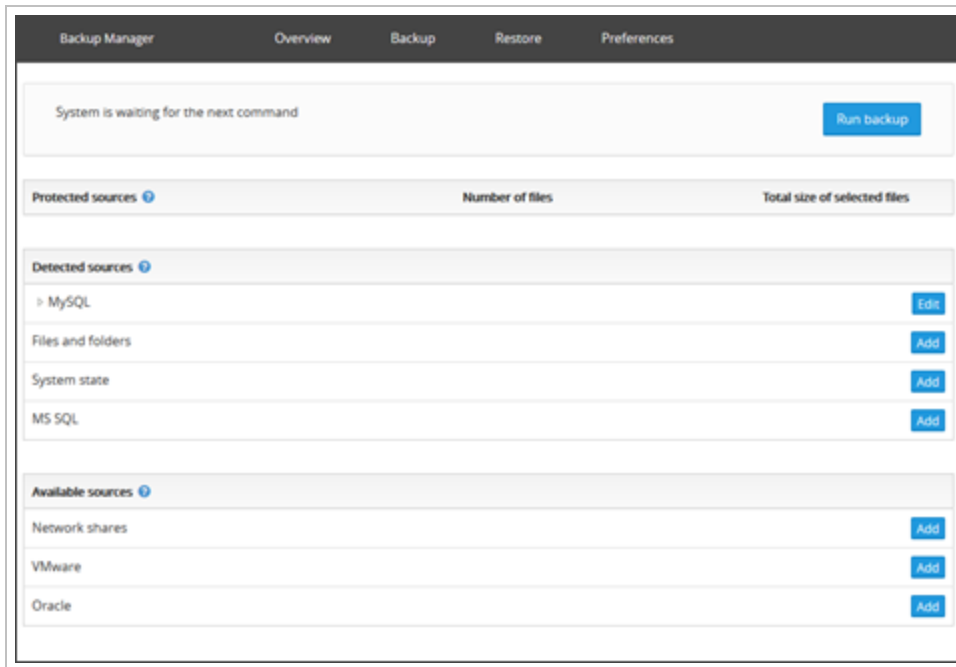 Backup Manager Overview Backup Restore Preferences
System is waiting for the next command
Run backup
Protected sources ? Number of files Total size of selected files
Detected sources ?
MySQL Edit
Files and folders Add
System state Add
MS SQL Add
Available sources ?
Network shares Add
VMware Add
Oracle Add